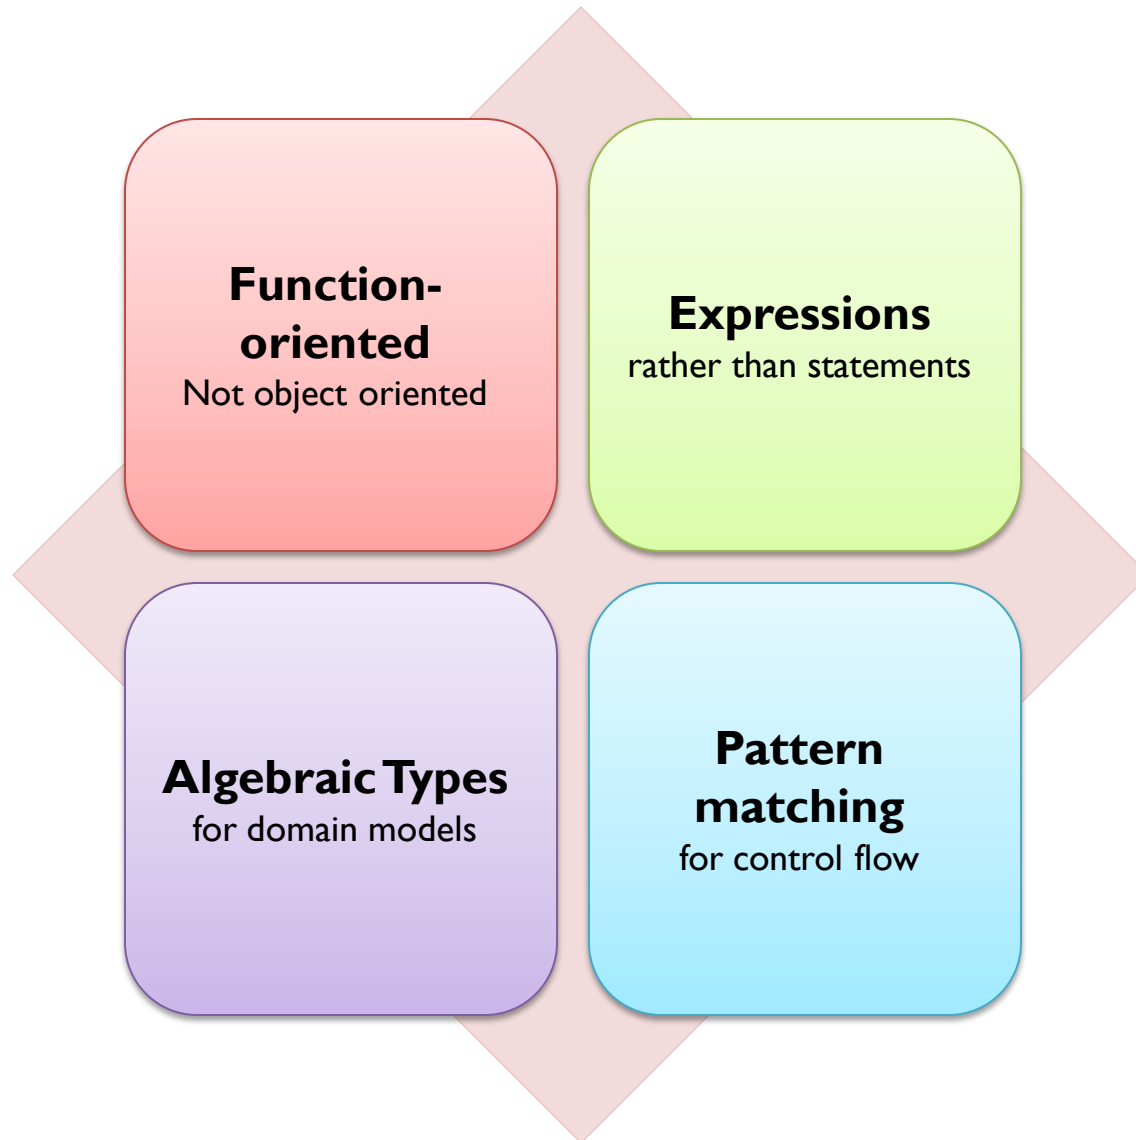 Function-
oriented
Not object oriented
Expressions
rather than statements
Algebraic Types
for domain models
Pattern
matching
for control flow